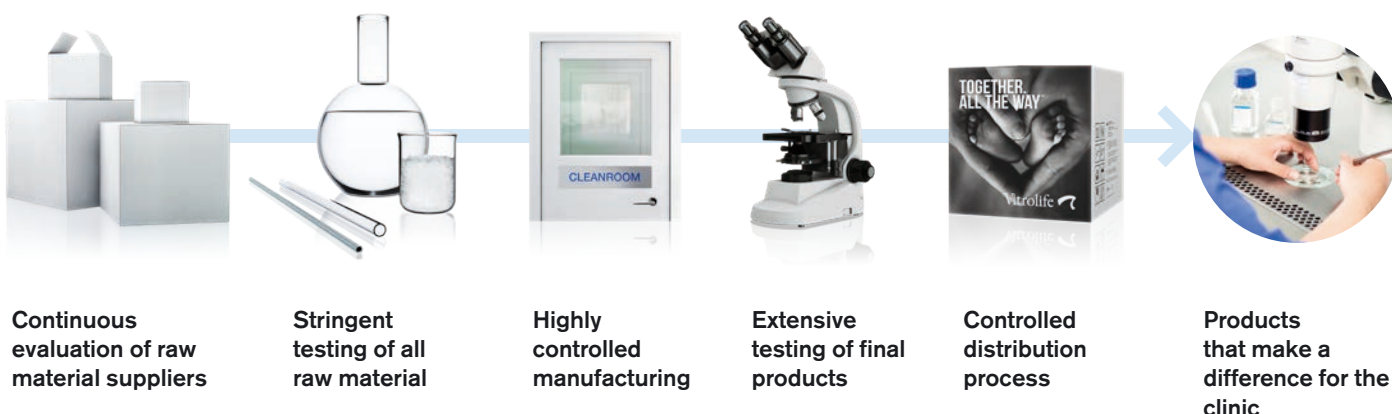 CLEANROOM
TOGETHER.
ALL THE WAY
Vitrolife
Continuous
evaluation of raw
material suppliers
Stringent
testing of all
raw material
Highly
controlled
manufacturing
Extensive
testing of final
products
Controlled
distribution
process
Products
that make a
difference for the
clinic